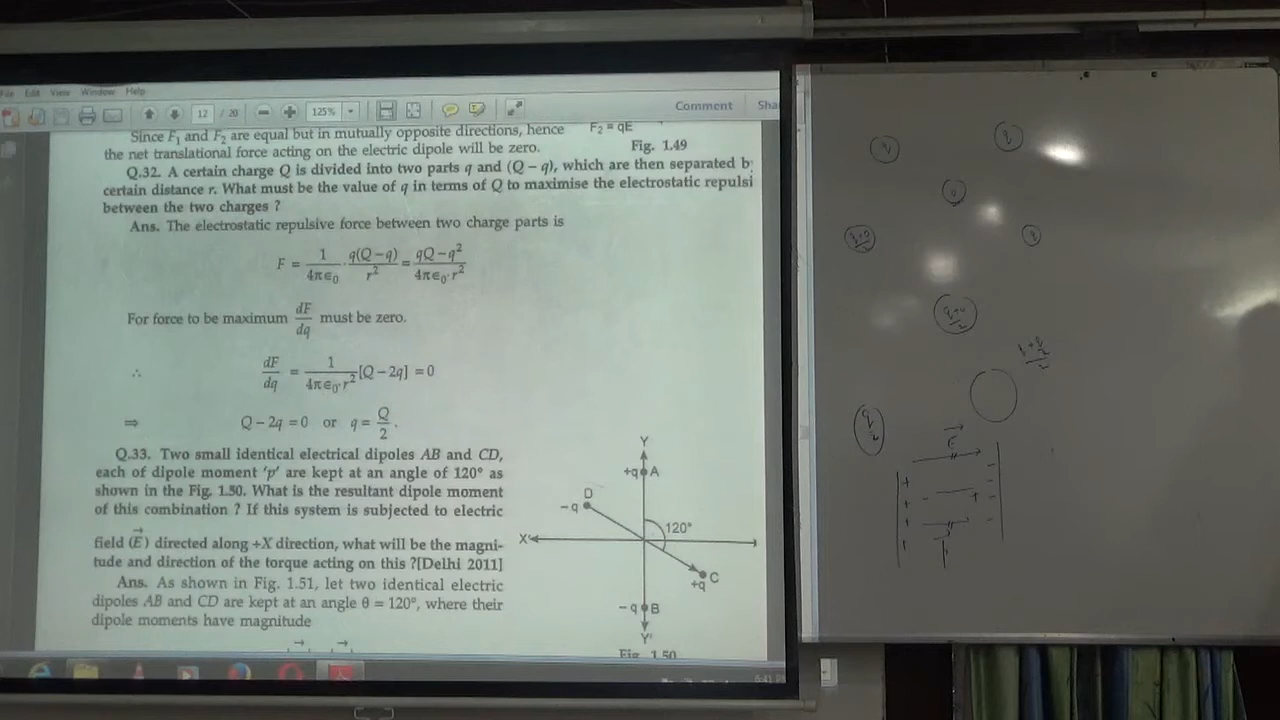 File Edit View Window Help
12 / 20 125% Comment Sha
Since F₁ and F₂ are equal but in mutually opposite directions, hence
the net translational force acting on the electric dipole will be zero.
F₂ = qE
Fig. 1.49
Q.32. A certain charge Q is divided into two parts q and (Q – q), which are then separated b
certain distance r. What must be the value of q in terms of Q to maximise the electrostatic repulsi
between the two charges ?
Ans. The electrostatic repulsive force between two charge parts is
F = 1/4πε₀ · q(Q – q)/r² = qQ – q²/4πε₀·r²
For force to be maximum dF/dq must be zero.
∴ dF/dq = 1/4πε₀·r² [Q – 2q] = 0
⇒ Q – 2q = 0 or q = Q/2.
Q.33. Two small identical electrical dipoles AB and CD,
each of dipole moment 'p' are kept at an angle of 120° as
shown in the Fig. 1.50. What is the resultant dipole moment
of this combination ? If this system is subjected to electric
field (E⃗) directed along +X direction, what will be the magni-
tude and direction of the torque acting on this ?[Delhi 2011]
Ans. As shown in Fig. 1.51, let two identical electric
dipoles AB and CD are kept at an angle θ = 120°, where their
dipole moments have magnitude
Y
+q A
D
– q
120°
X'
C
+q
– q B
Y'
Fig. 1.50